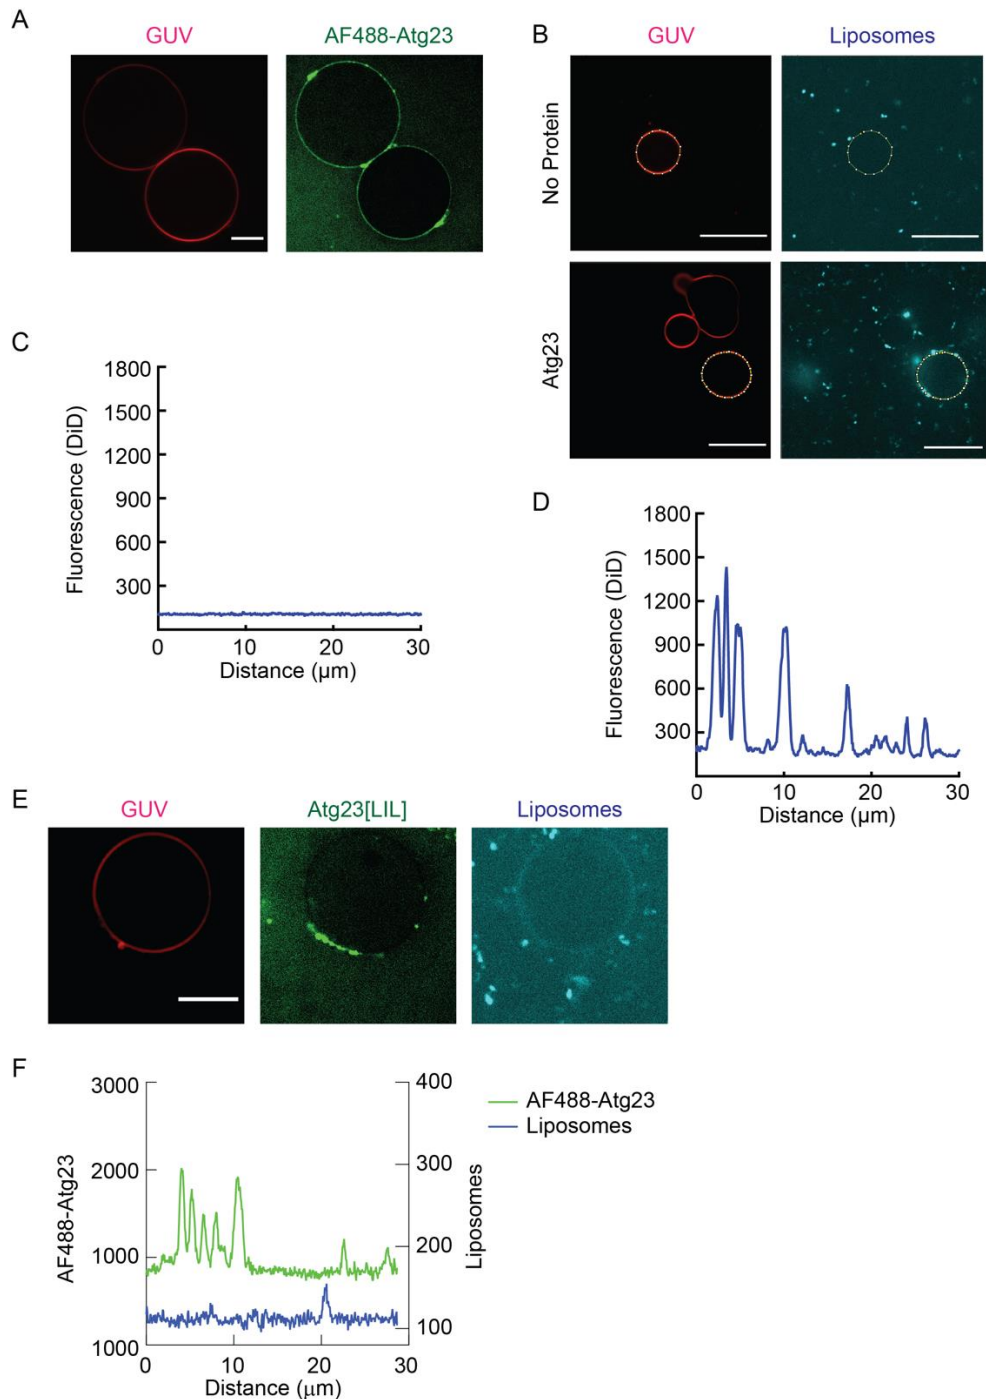 A
GUV
AF488-Atg23
B
GUV
Liposomes
No Protein
Atg23
C
Fluorescence (DiD)
1800
1500
1200
900
600
300
0
10
20
30
Distance (µm)
D
Fluorescence (DiD)
1800
1500
1200
900
600
300
0
10
20
30
Distance (µm)
E
GUV
Atg23[LIL]
Liposomes
F
AF488-Atg23
3000
2000
1000
1000
400
300
200
100
Liposomes
AF488-Atg23
Liposomes
0
10
20
30
Distance (µm)